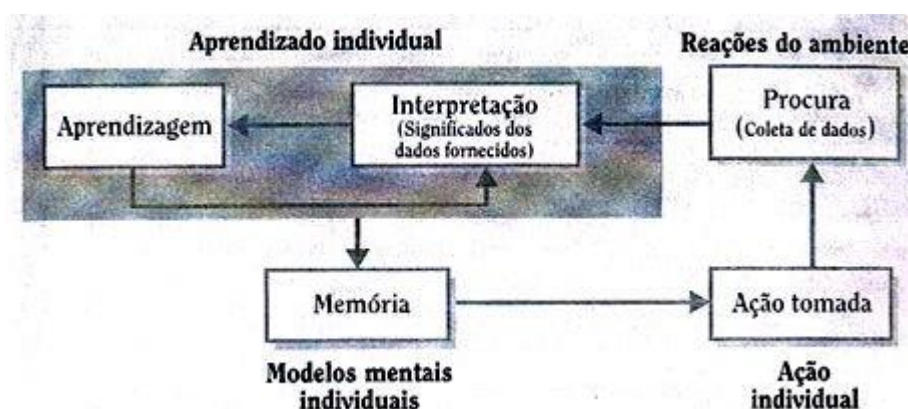 Aprendizado individual
Reações do ambiente
Aprendizagem
Interpretação
(Significados dos
dados fornecidos)
Procura
(Coleta de dados)
Memória
Ação tomada
Modelos mentais
individuais
Ação
individual